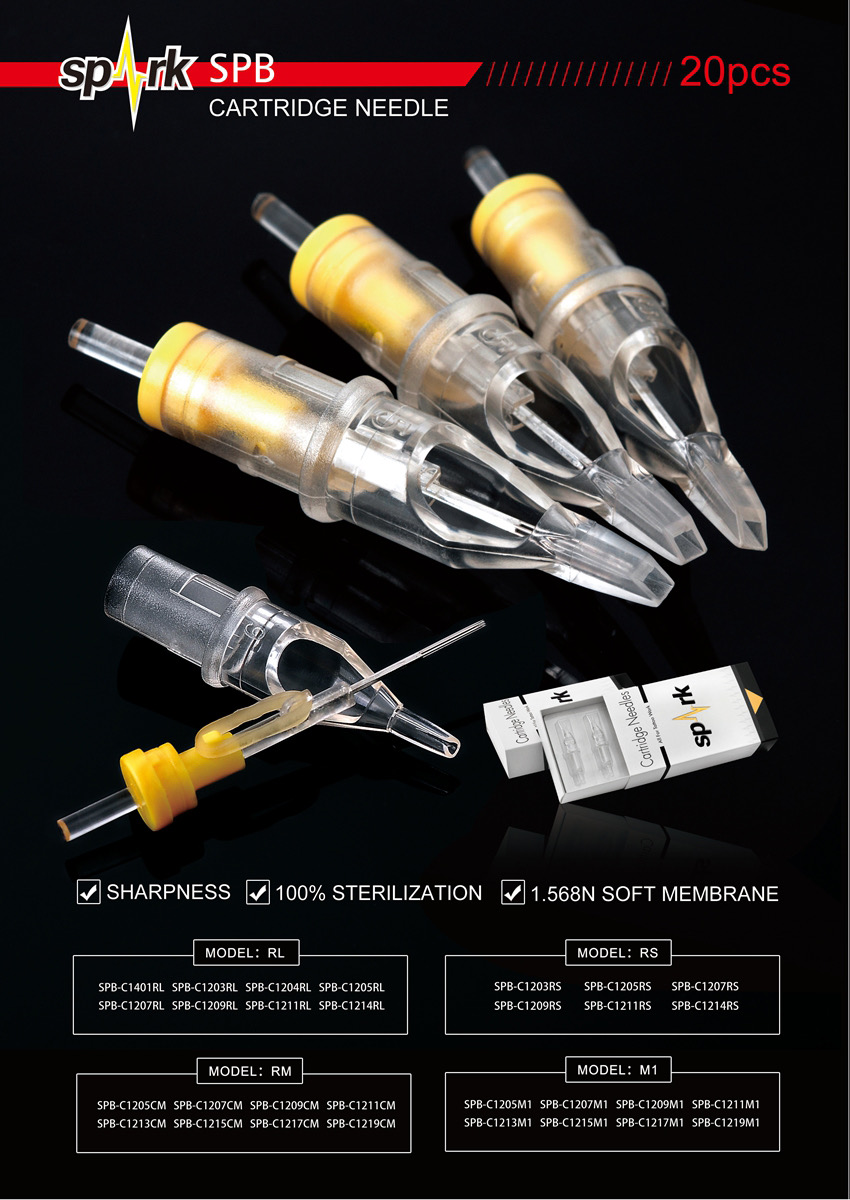 spark SPB
20pcs
CARTRIDGE NEEDLE
Cartridge Needles
spark
Cartridge Needles
rk
☑ SHARPNESS ☑ 100% STERILIZATION ☑ 1.568N SOFT MEMBRANE
MODEL: RL
SPB-C1401RL SPB-C1203RL SPB-C1204RL SPB-C1205RL
SPB-C1207RL SPB-C1209RL SPB-C1211RL SPB-C1214RL
MODEL: RS
SPB-C1203RS SPB-C1205RS SPB-C1207RS
SPB-C1209RS SPB-C1211RS SPB-C1214RS
MODEL: RM
SPB-C1205CM SPB-C1207CM SPB-C1209CM SPB-C1211CM
SPB-C1213CM SPB-C1215CM SPB-C1217CM SPB-C1219CM
MODEL: M1
SPB-C1205M1 SPB-C1207M1 SPB-C1209M1 SPB-C1211M1
SPB-C1213M1 SPB-C1215M1 SPB-C1217M1 SPB-C1219M1